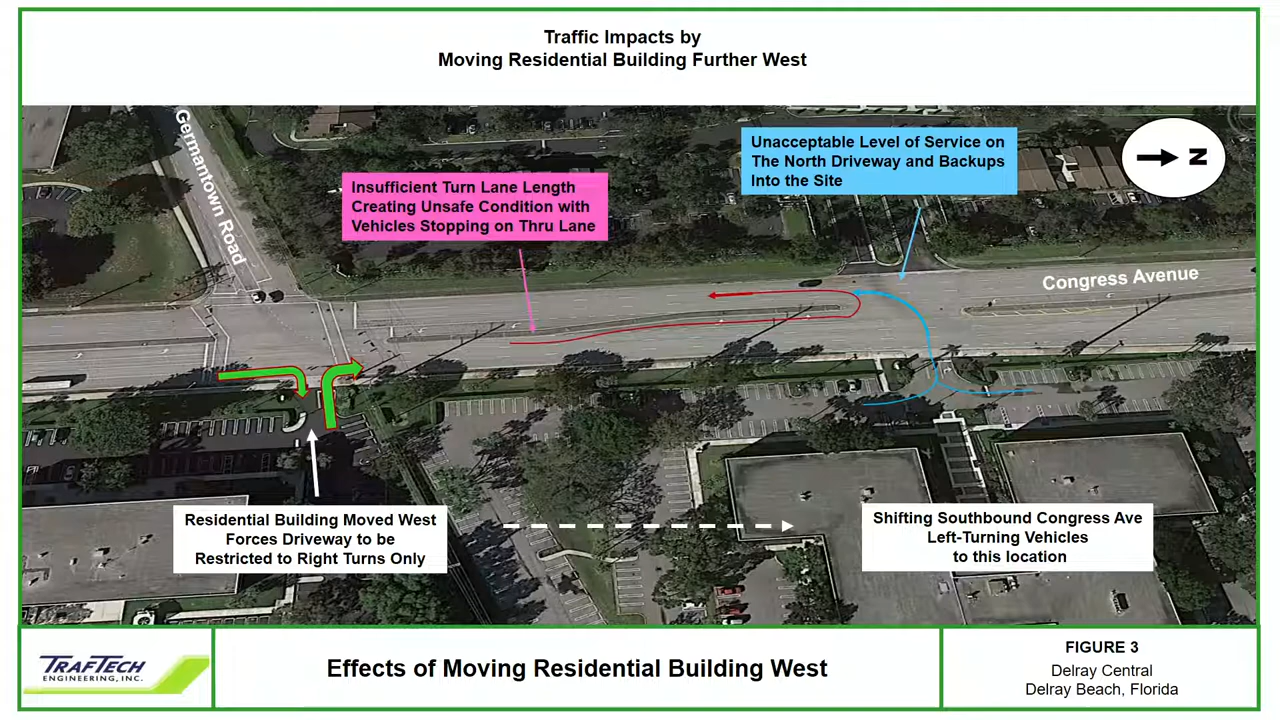 Traffic Impacts by
Moving Residential Building Further West
Germantown Road
Insufficient Turn Lane Length
Creating Unsafe Condition with
Vehicles Stopping on Thru Lane
Unacceptable Level of Service on
The North Driveway and Backups
Into the Site
N
Congress Avenue
Residential Building Moved West
Forces Driveway to be
Restricted to Right Turns Only
Shifting Southbound Congress Ave
Left-Turning Vehicles
to this location
TRAFTECH
ENGINEERING, INC.
Effects of Moving Residential Building West
FIGURE 3
Delray Central
Delray Beach, Florida